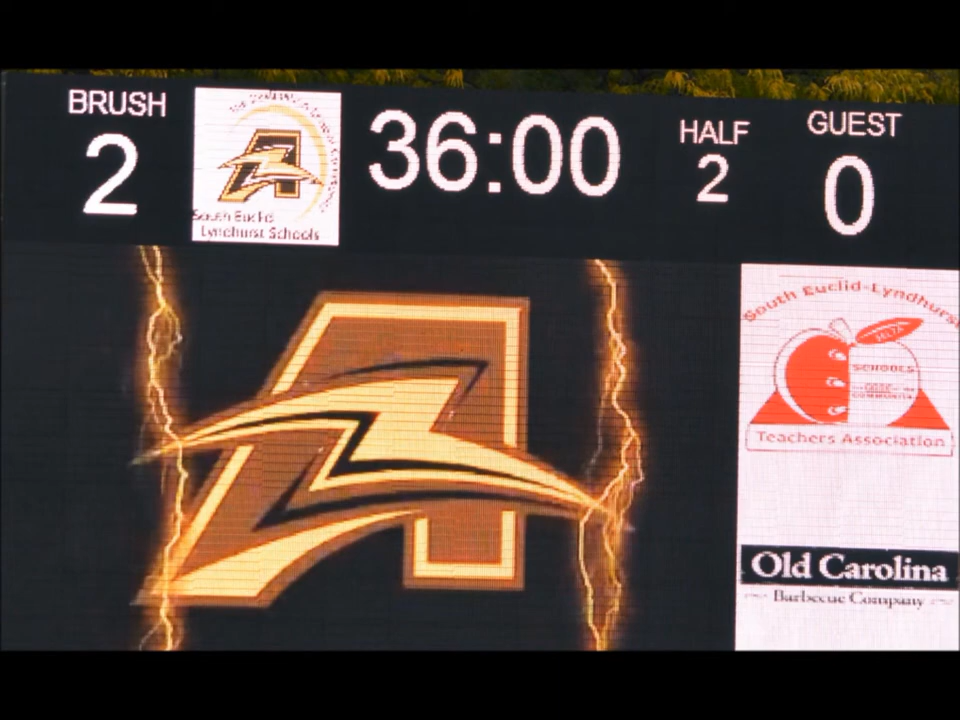 BRUSH
2
South Euclid
Lyndhurst Schools
36:00
HALF
2
GUEST
0
A
South Euclid-Lyndhurst
DELTA
SCHOOLS
Teachers Association
Old Carolina
Barbecue Company